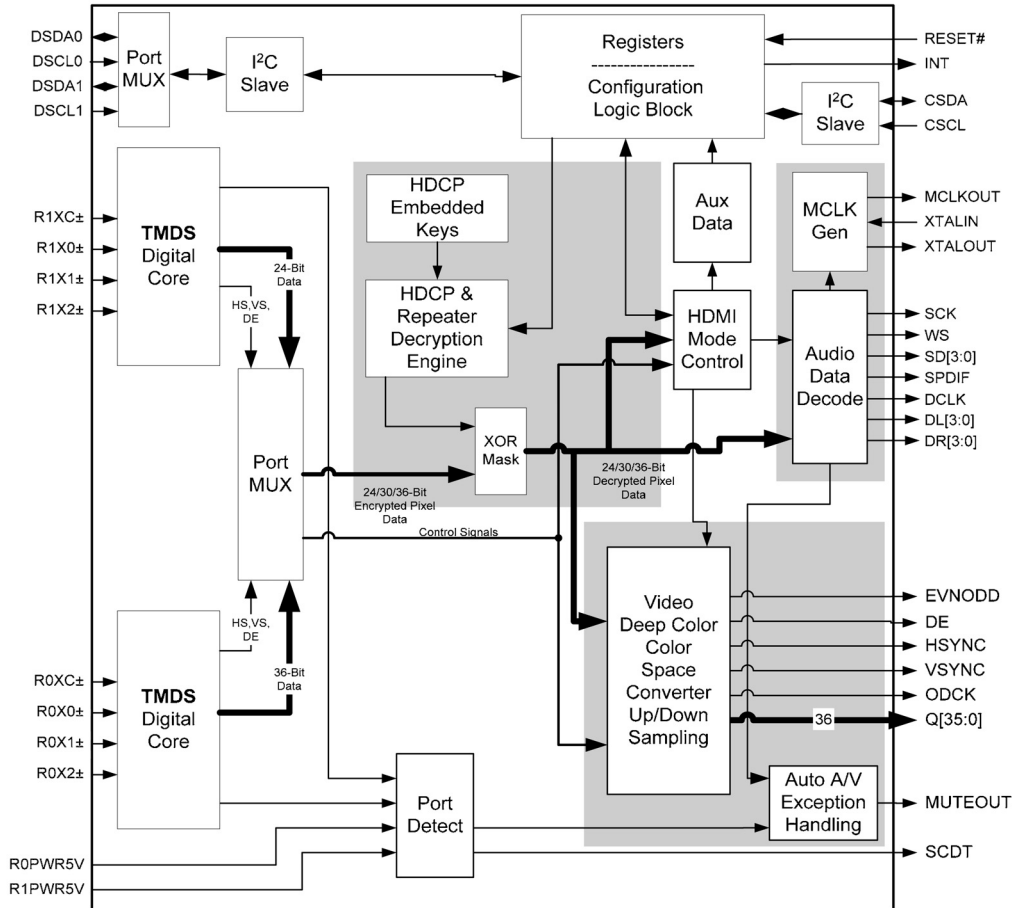 DSDA0
DSCL0
DSDA1
DSCL1
Port
MUX
I²C
Slave
Registers
----------------
Configuration
Logic Block
RESET#
INT
I²C
Slave
CSDA
CSCL
R1XC±
R1X0±
R1X1±
R1X2±
TMDS
Digital
Core
24-Bit
Data
HS,VS,
DE
HDCP
Embedded
Keys
HDCP &
Repeater
Decryption
Engine
Aux
Data
HDMI
Mode
Control
MCLK
Gen
MCLKOUT
XTALIN
XTALOUT
Audio
Data
Decode
SCK
WS
SD[3:0]
SPDIF
DCLK
DL[3:0]
DR[3:0]
Port
MUX
XOR
Mask
24/30/36-Bit
Encrypted Pixel
Data
24/30/36-Bit
Decrypted Pixel
Data
Control Signals
HS,VS,
DE
36-Bit
Data
R0XC±
R0X0±
R0X1±
R0X2±
TMDS
Digital
Core
Video
Deep Color
Color
Space
Converter
Up/Down
Sampling
EVNODD
DE
HSYNC
VSYNC
ODCK
36
Q[35:0]
Port
Detect
Auto A/V
Exception
Handling
MUTEOUT
SCDT
R0PWR5V
R1PWR5V